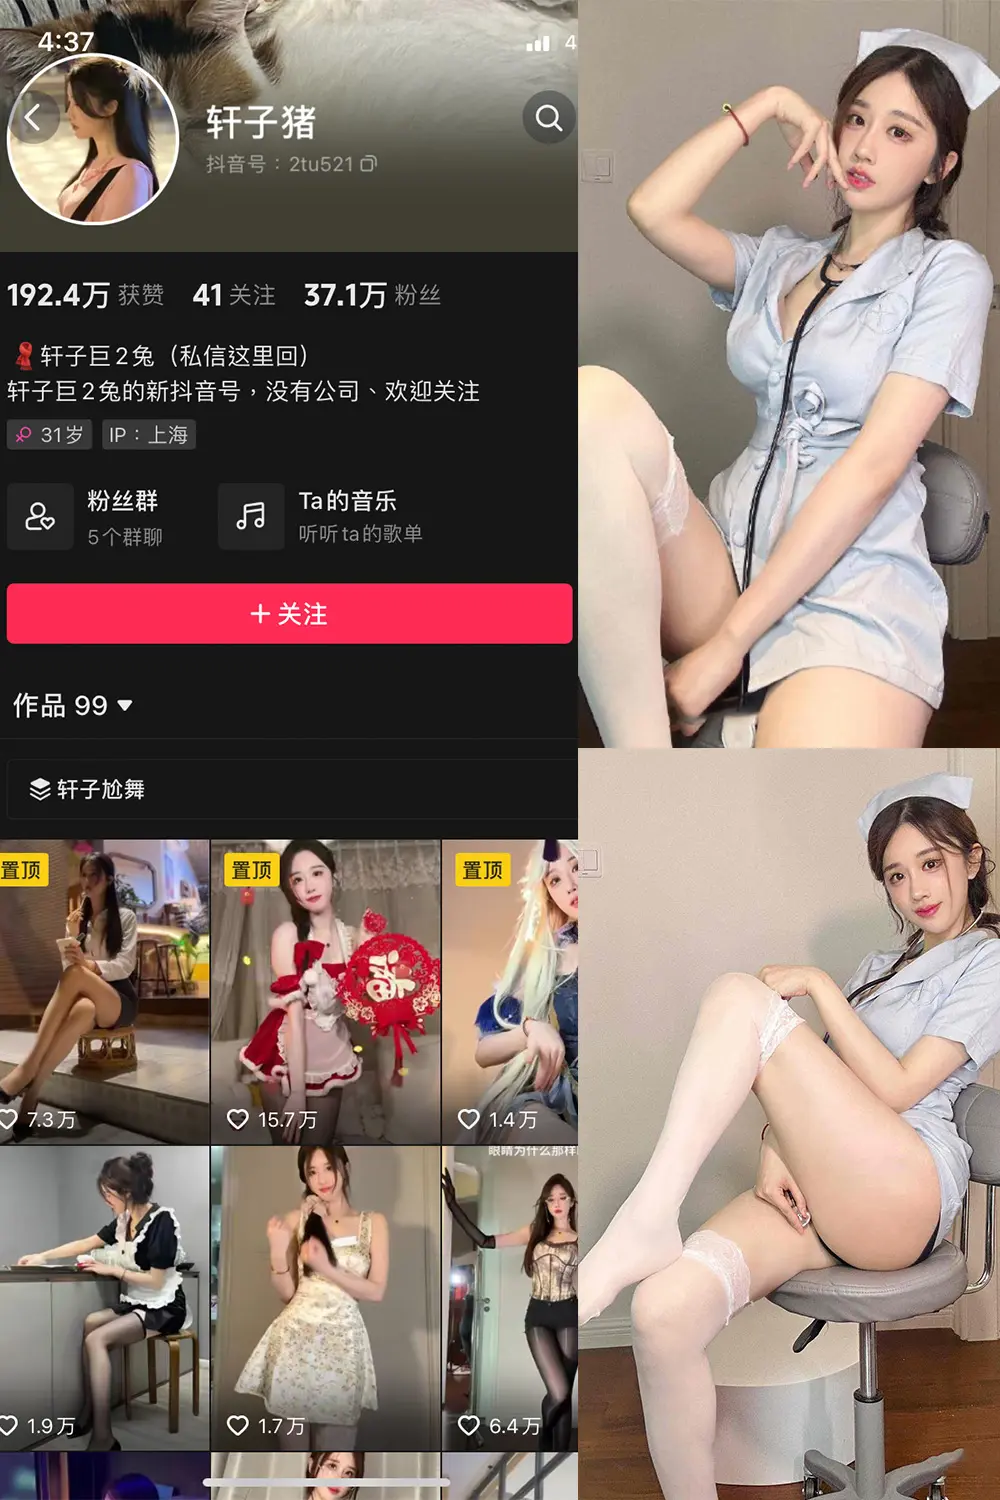 4:37
4
轩子猪
抖音号：2tu521
192.4万 获赞 41 关注 37.1万 粉丝
轩子巨2兔（私信这里回）
轩子巨2兔的新抖音号，没有公司、欢迎关注
31岁 IP：上海
粉丝群
5个群聊
Ta的音乐
听听ta的歌单
+ 关注
作品 99
轩子尬舞
置顶 置顶 置顶
7.3万 15.7万 1.4万
眼睛为什么那样
1.9万 1.7万 6.4万